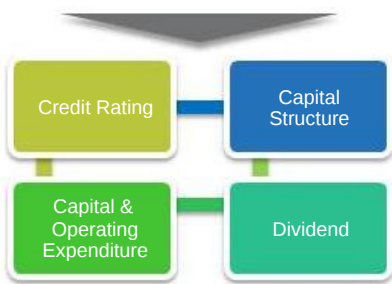 Credit Rating
Capital
Structure
Capital &
Operating
Expenditure
Dividend